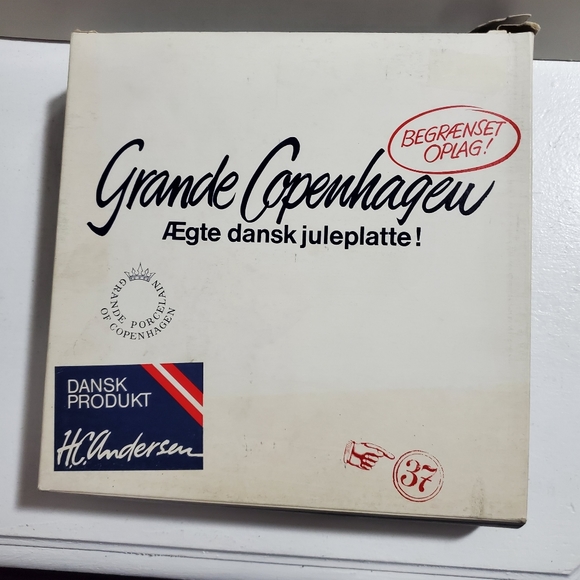 BEGRÆNSET
OPLAG!
Grande Copenhagen
Ægte dansk juleplatte!
GRANDE PORCELAIN
OF COPENHAGEN
DANSK
PRODUKT
H.C. Andersen
37